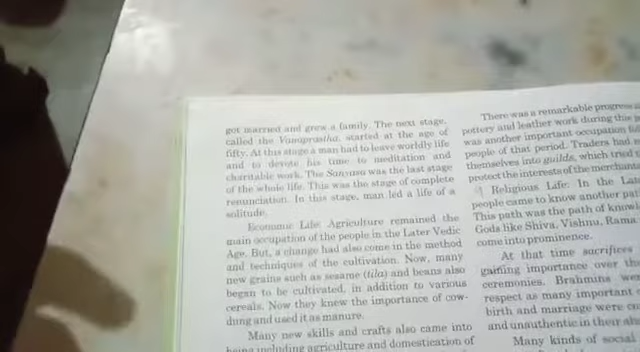 got married and grew a family. The next stage,
called the Vanaprastha, started at the age of
fifty. At this stage a man had to leave worldly life
and to devote his time to meditation and
charitable work. The Sanyasa was the last stage
of the whole life. This was the stage of complete
renunciation. In this stage, man led a life of a
solitude.
Economic Life: Agriculture remained the
main occupation of the people in the Later Vedic
Age. But, a change had also come in the method
and techniques of the cultivation. Now, many
new grains such as sesame (tila) and beans also
began to be cultivated, in addition to various
cereals. Now they knew the importance of cow-
dung and used it as manure.
Many new skills and crafts also came into
being including agriculture and domestication of
There was a remarkable progress
pottery and leather work during this
was another important occupation
people of that period. Traders had
themselves into guilds, which tried
protect the interests of the merchants
Religious Life: In the
people came to know another
This path was the path of
Gods like Shiva, Vishnu, Rama
come into prominence.
At that time sacrifices
gaining importance over
ceremonies. Brahmins
respect as many important
birth and marriage were
and unauthentic in their
Many kinds of social